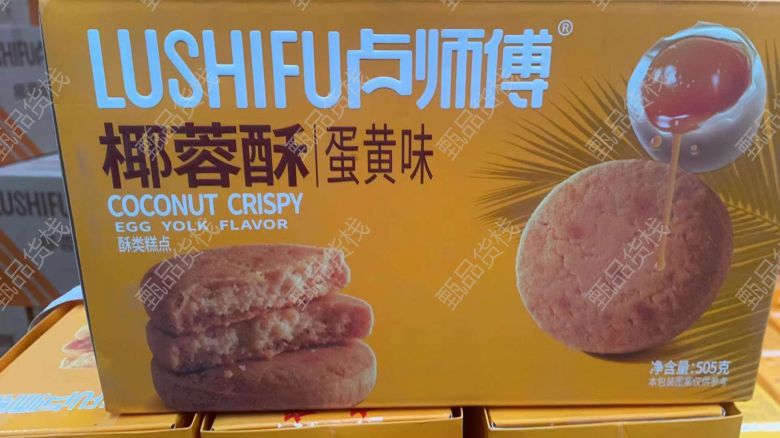 LUSHIFU卢师傅®
椰蓉酥|蛋黄味
COCONUT CRISPY
EGG YOLK FLAVOR
酥类糕点
净含量:505克
本包装图案仅供参考
USHIFU
甄品货栈